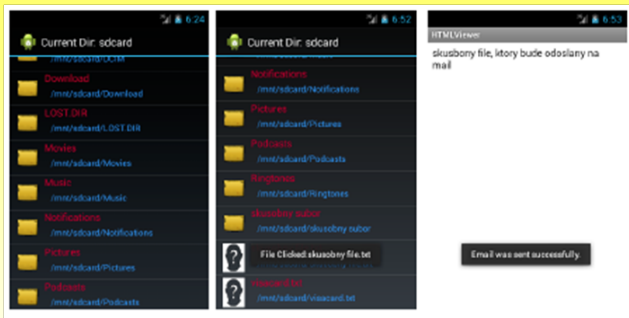 6:24
Current Dir: sdcard
/mnt/sdcard/DCIM
Download
/mnt/sdcard/Download
LOST.DIR
/mnt/sdcard/LOST.DIR
Movies
/mnt/sdcard/Movies
Music
/mnt/sdcard/Music
Notifications
/mnt/sdcard/Notifications
Pictures
/mnt/sdcard/Pictures
Podcasts
/mnt/sdcard/Podcasts
6:52
Current Dir: sdcard
Notifications
/mnt/sdcard/Notifications
Pictures
/mnt/sdcard/Pictures
Podcasts
/mnt/sdcard/Podcasts
Ringtones
/mnt/sdcard/Ringtones
skusobny subor
/mnt/sdcard/skusobny subor
File Clicked:skusobny file.txt
visacard.txt
/mnt/sdcard/visacard.txt
6:53
HTMLViewer
skusbony file, ktory bude odoslany na
mail
Email was sent successfully.